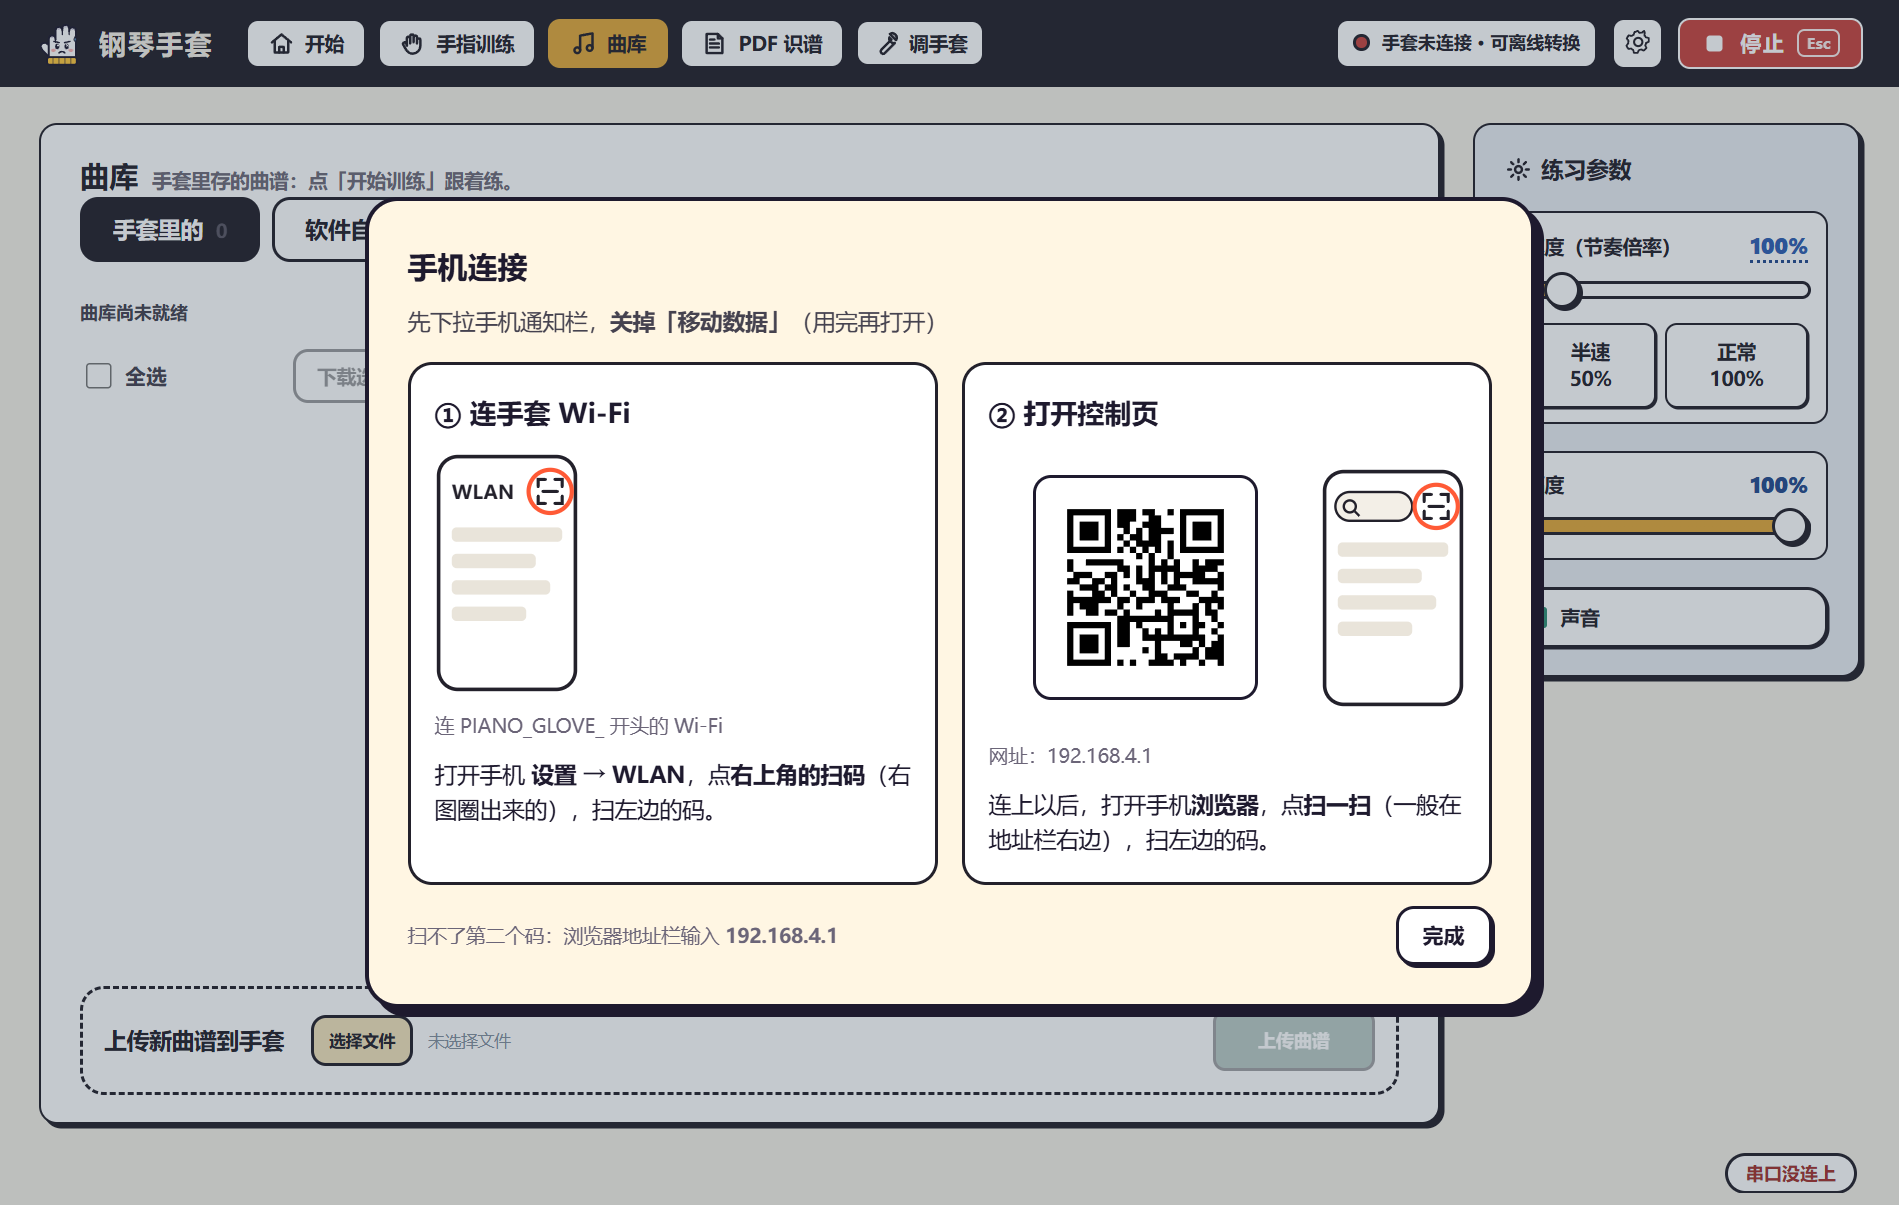 钢琴手套
开始
手指训练
曲库
PDF 识谱
调手套
手套未连接・可离线转换
停止 Esc
曲库 手套里存的曲谱：点「开始训练」跟着练。
手套里的 0
软件自
曲库尚未就绪
全选
下载
练习参数
度（节奏倍率） 100%
半速
50%
正常
100%
度 100%
声音
手机连接
先下拉手机通知栏，关掉「移动数据」（用完再打开）
① 连手套 Wi-Fi
WLAN
连 PIANO_GLOVE_ 开头的 Wi-Fi
打开手机 设置 → WLAN，点右上角的扫码（右
图圈出来的），扫左边的码。
② 打开控制页
网址：192.168.4.1
连上以后，打开手机浏览器，点扫一扫（一般在
地址栏右边），扫左边的码。
扫不了第二个码：浏览器地址栏输入 192.168.4.1
完成
上传新曲谱到手套
选择文件
未选择文件
上传曲谱
串口没连上